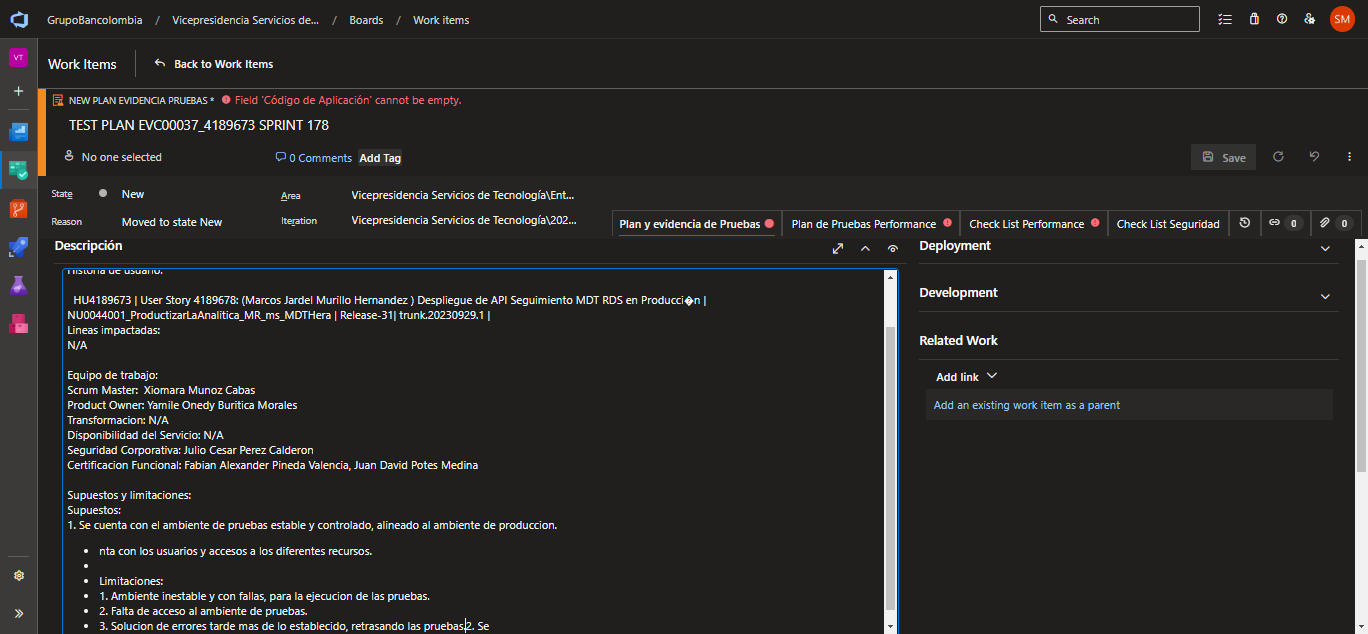 GrupoBancolombia / Vicepresidencia Servicios de... / Boards / Work items
Search
SM
VT
Work Items
Back to Work Items
NEW PLAN EVIDENCIA PRUEBAS * Field 'Código de Aplicación' cannot be empty.
TEST PLAN EVC00037_4189673 SPRINT 178
No one selected
0 Comments
Add Tag
Save
State
New
Area
Vicepresidencia Servicios de Tecnología\Ent...
Reason
Moved to state New
Iteration
Vicepresidencia Servicios de Tecnología\202...
Plan y evidencia de Pruebas
Plan de Pruebas Performance
Check List Performance
Check List Seguridad
0
0
Descripción
Historia de usuario:
HU4189673 | User Story 4189678: (Marcos Jardel Murillo Hernandez ) Despliegue de API Seguimiento MDT RDS en Producci�n |
NU0044001_ProductizarLaAnalitica_MR_ms_MDTHera | Release-31| trunk.20230929.1 |
Lineas impactadas:
N/A
Equipo de trabajo:
Scrum Master:  Xiomara Munoz Cabas
Product Owner: Yamile Onedy Buritica Morales
Transformacion: N/A
Disponibilidad del Servicio: N/A
Seguridad Corporativa: Julio Cesar Perez Calderon
Certificacion Funcional: Fabian Alexander Pineda Valencia, Juan David Potes Medina
Supuestos y limitaciones:
Supuestos:
1. Se cuenta con el ambiente de pruebas estable y controlado, alineado al ambiente de produccion.
• nta con los usuarios y accesos a los diferentes recursos.
•
• Limitaciones:
• 1. Ambiente inestable y con fallas, para la ejecucion de las pruebas.
• 2. Falta de acceso al ambiente de pruebas.
• 3. Solucion de errores tarde mas de lo establecido, retrasando las pruebas.2. Se
Deployment
Development
Related Work
Add link
Add an existing work item as a parent